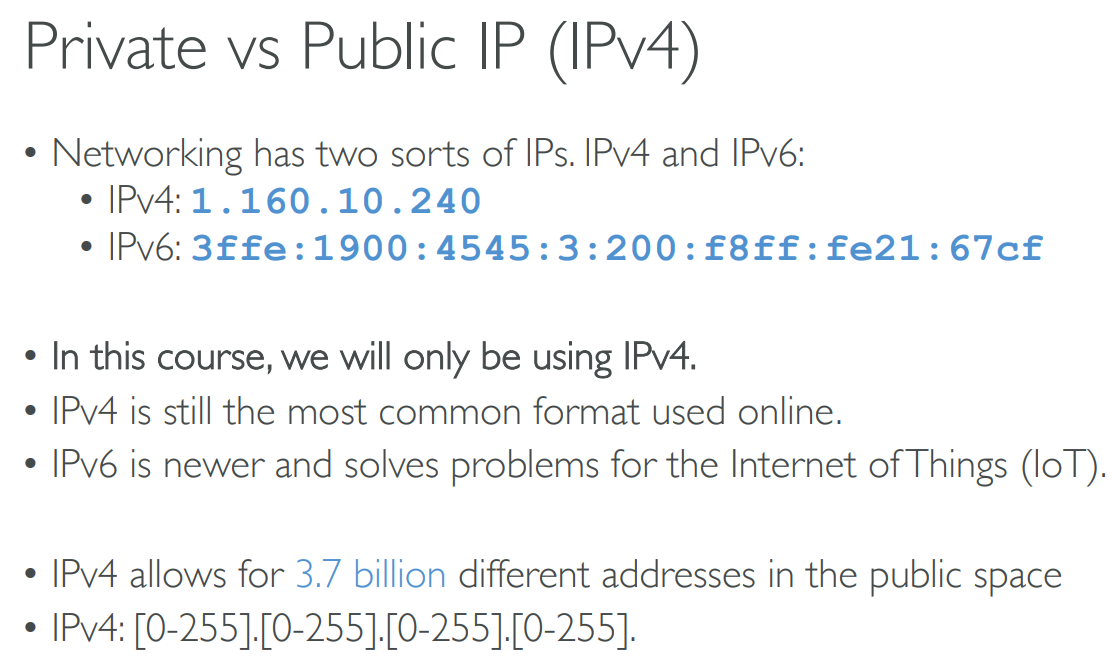 Private vs Public IP (IPv4)
• Networking has two sorts of IPs. IPv4 and IPv6:
• IPv4: 1.160.10.240
• IPv6: 3ffe:1900:4545:3:200:f8ff:fe21:67cf
• In this course, we will only be using IPv4.
• IPv4 is still the most common format used online.
• IPv6 is newer and solves problems for the Internet of Things (IoT).
• IPv4 allows for 3.7 billion different addresses in the public space
• IPv4: [0-255].[0-255].[0-255].[0-255].